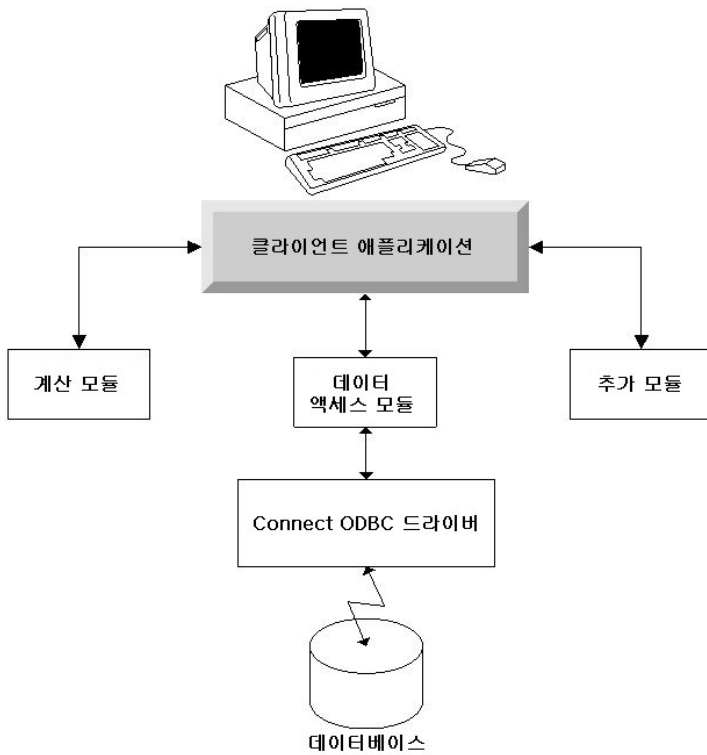 클라이언트 애플리케이션
계산 모듈
데이터
액세스 모듈
추가 모듈
Connect ODBC 드라이버
데이터베이스